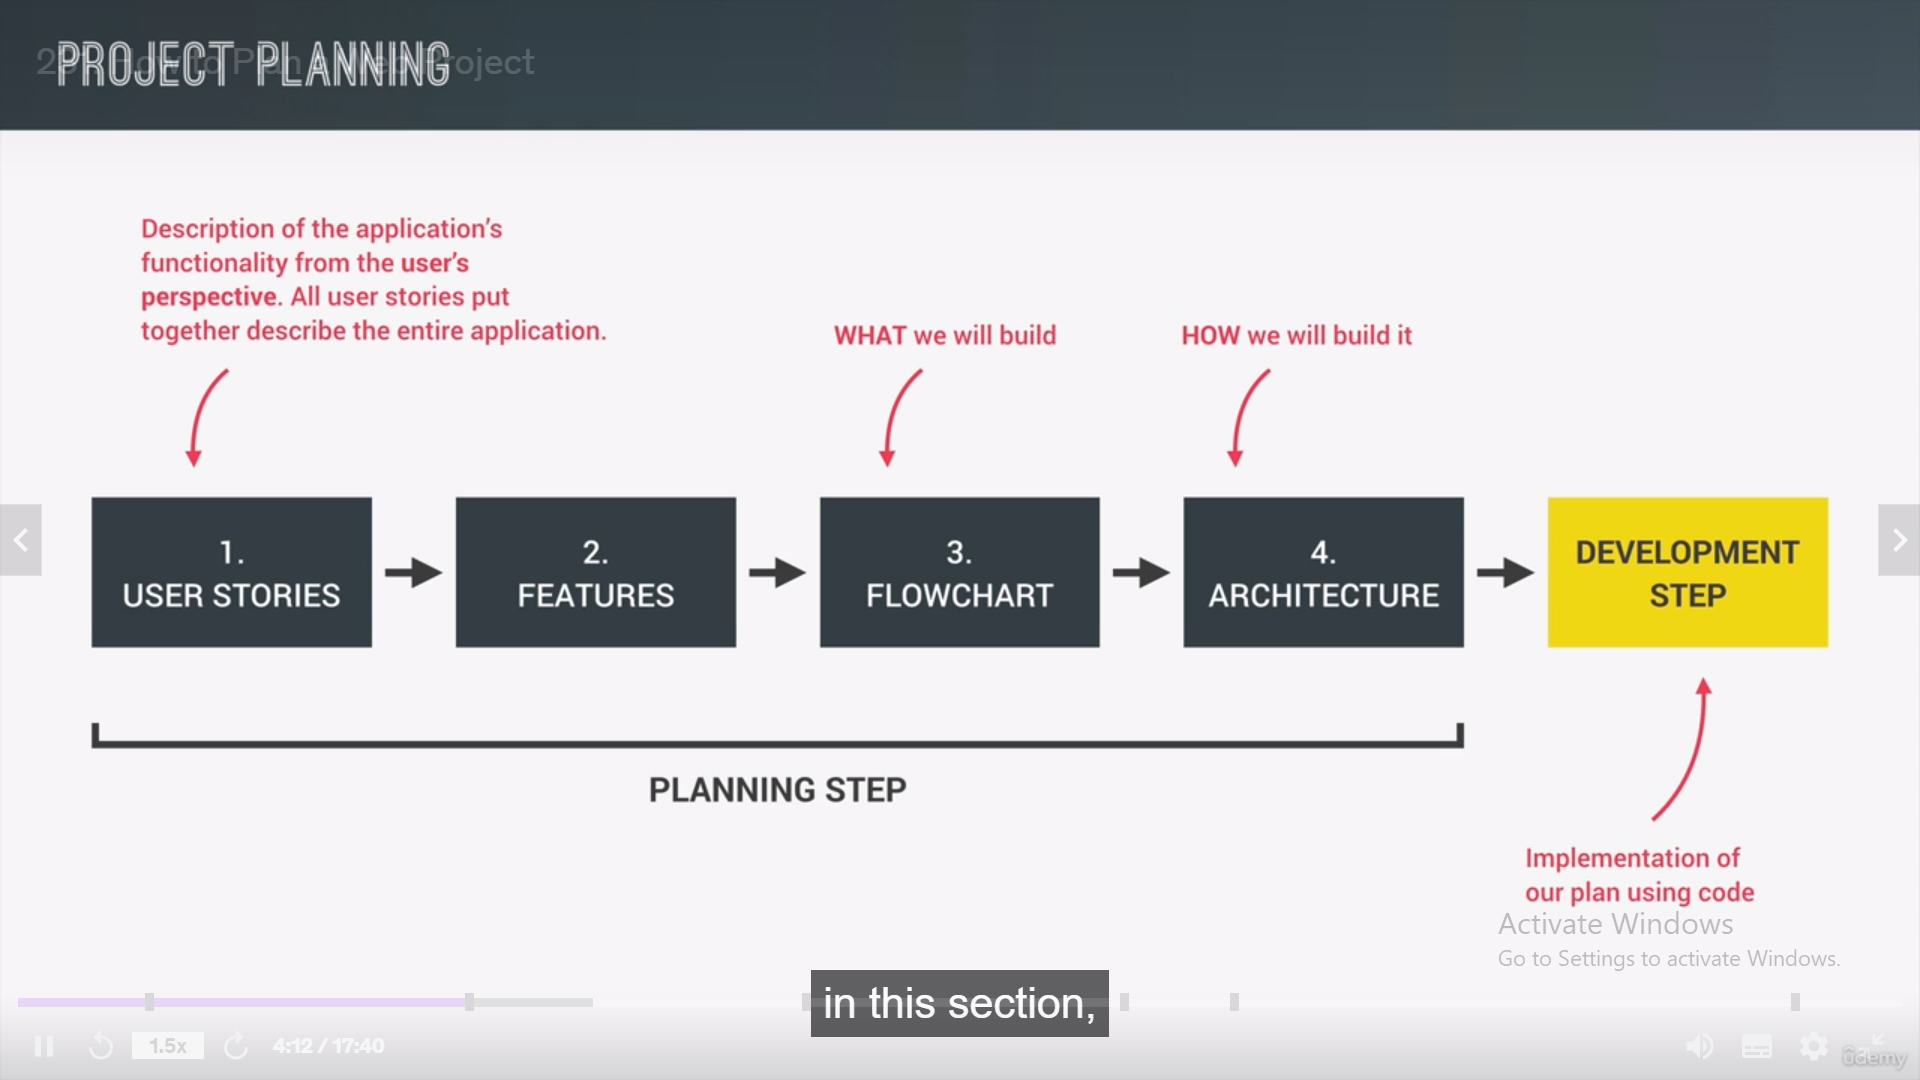 PROJECT PLANNING
Project
Description of the application's
functionality from the user's
perspective. All user stories put
together describe the entire application.
WHAT we will build
HOW we will build it
1.
USER STORIES
2.
FEATURES
3.
FLOWCHART
4.
ARCHITECTURE
DEVELOPMENT
STEP
PLANNING STEP
Implementation of
our plan using code
Activate Windows
Go to Settings to activate Windows.
in this section,
1.5x
4:12 / 17:40
ûdemy